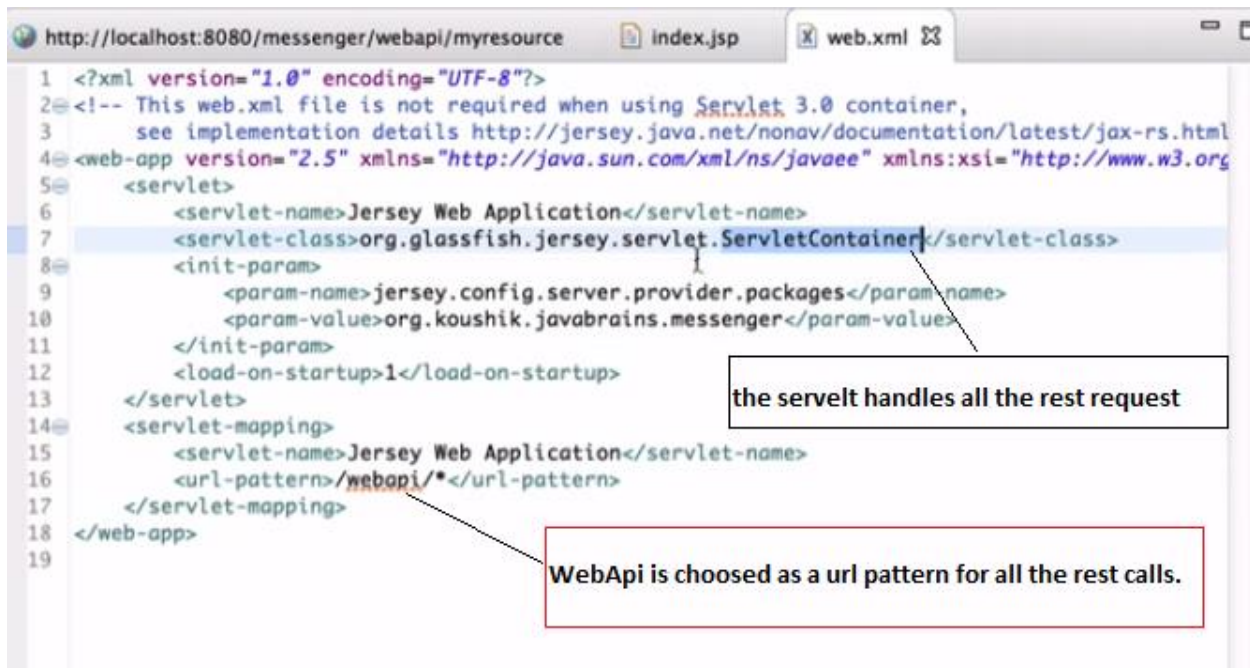 http://localhost:8080/messenger/webapi/myresource index.jsp web.xml
1 <?xml version="1.0" encoding="UTF-8"?>
2 <!-- This web.xml file is not required when using Servlet 3.0 container,
3 see implementation details http://jersey.java.net/nonav/documentation/latest/jax-rs.html
4 <web-app version="2.5" xmlns="http://java.sun.com/xml/ns/javaee" xmlns:xsi="http://www.w3.org
5 <servlet>
6 <servlet-name>Jersey Web Application</servlet-name>
7 <servlet-class>org.glassfish.jersey.servlet.ServletContainer</servlet-class>
8 <init-param>
9 <param-name>jersey.config.server.provider.packages</param-name>
10 <param-value>org.koushik.javabrains.messenger</param-value>
11 </init-param>
12 <load-on-startup>1</load-on-startup>
13 </servlet>
14 <servlet-mapping>
15 <servlet-name>Jersey Web Application</servlet-name>
16 <url-pattern>/webapi/*</url-pattern>
17 </servlet-mapping>
18 </web-app>
19
the servelt handles all the rest request
WebApi is choosed as a url pattern for all the rest calls.